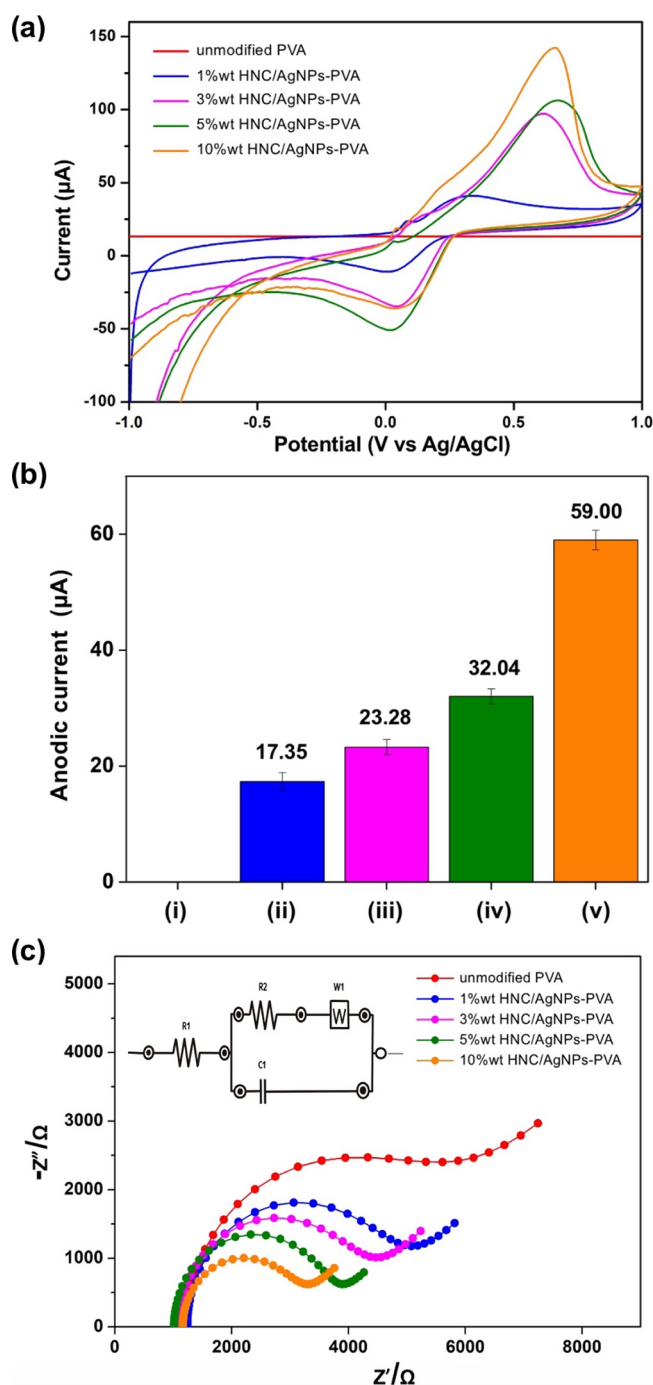 (a)
150
100
50
0
-50
-100
Current (µA)
unmodified PVA
1%wt HNC/AgNPs-PVA
3%wt HNC/AgNPs-PVA
5%wt HNC/AgNPs-PVA
10%wt HNC/AgNPs-PVA
-1.0 -0.5 0.0 0.5 1.0
Potential (V vs Ag/AgCl)
(b)
60
40
20
0
Anodic current (µA)
17.35
23.28
32.04
59.00
(i) (ii) (iii) (iv) (v)
(c)
5000
4000
3000
2000
1000
0
-Z″/Ω
R1
R2
W1
W
C1
unmodified PVA
1%wt HNC/AgNPs-PVA
3%wt HNC/AgNPs-PVA
5%wt HNC/AgNPs-PVA
10%wt HNC/AgNPs-PVA
0 2000 4000 6000 8000
Z′/Ω